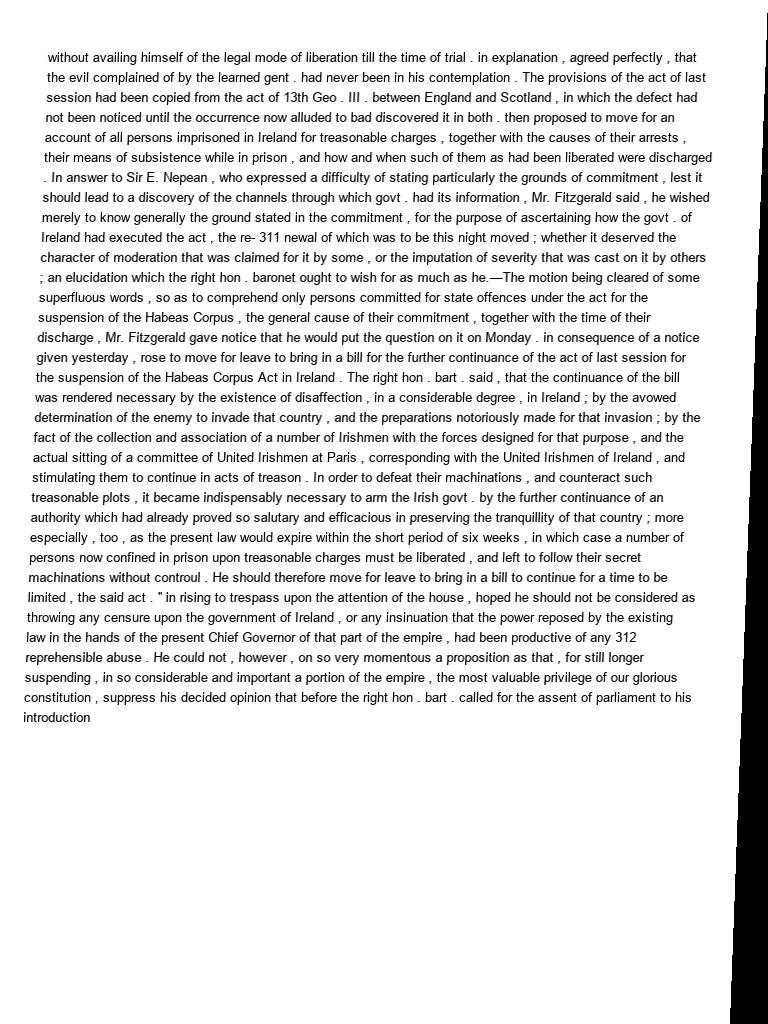 without availing himself of the legal mode of liberation till the time of trial . in explanation , agreed perfectly , that
the evil complained of by the learned gent . had never been in his contemplation . The provisions of the act of last
session had been copied from the act of 13th Geo . III . between England and Scotland , in which the defect had
not been noticed until the occurrence now alluded to bad discovered it in both . then proposed to move for an
account of all persons imprisoned in Ireland for treasonable charges , together with the causes of their arrests ,
their means of subsistence while in prison , and how and when such of them as had been liberated were discharged
. In answer to Sir E. Nepean , who expressed a difficulty of stating particularly the grounds of commitment , lest it
should lead to a discovery of the channels through which govt . had its information , Mr. Fitzgerald said , he wished
merely to know generally the ground stated in the commitment , for the purpose of ascertaining how the govt . of
Ireland had executed the act , the re- 311 newal of which was to be this night moved ; whether it deserved the
character of moderation that was claimed for it by some , or the imputation of severity that was cast on it by others
; an elucidation which the right hon . baronet ought to wish for as much as he.—The motion being cleared of some
superfluous words , so as to comprehend only persons committed for state offences under the act for the
suspension of the Habeas Corpus , the general cause of their commitment , together with the time of their
discharge , Mr. Fitzgerald gave notice that he would put the question on it on Monday . in consequence of a notice
given yesterday , rose to move for leave to bring in a bill for the further continuance of the act of last session for
the suspension of the Habeas Corpus Act in Ireland . The right hon . bart . said , that the continuance of the bill
was rendered necessary by the existence of disaffection , in a considerable degree , in Ireland ; by the avowed
determination of the enemy to invade that country , and the preparations notoriously made for that invasion ; by the
fact of the collection and association of a number of Irishmen with the forces designed for that purpose , and the
actual sitting of a committee of United Irishmen at Paris , corresponding with the United Irishmen of Ireland , and
stimulating them to continue in acts of treason . In order to defeat their machinations , and counteract such
treasonable plots , it became indispensably necessary to arm the Irish govt . by the further continuance of an
authority which had already proved so salutary and efficacious in preserving the tranquillity of that country ; more
especially , too , as the present law would expire within the short period of six weeks , in which case a number of
persons now confined in prison upon treasonable charges must be liberated , and left to follow their secret
machinations without controul . He should therefore move for leave to bring in a bill to continue for a time to be
limited , the said act . " in rising to trespass upon the attention of the house , hoped he should not be considered as
throwing any censure upon the government of Ireland , or any insinuation that the power reposed by the existing
law in the hands of the present Chief Governor of that part of the empire , had been productive of any 312
reprehensible abuse . He could not , however , on so very momentous a proposition as that , for still longer
suspending , in so considerable and important a portion of the empire , the most valuable privilege of our glorious
constitution , suppress his decided opinion that before the right hon . bart . called for the assent of parliament to his
introduction